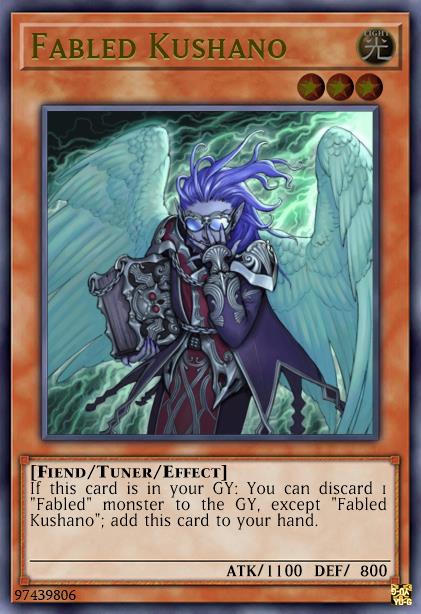 Fabled Kushano
LIGHT
光
[Fiend/Tuner/Effect]
If this card is in your GY: You can discard 1
"Fabled" monster to the GY, except "Fabled
Kushano"; add this card to your hand.
ATK/1100 DEF/ 800
97439806